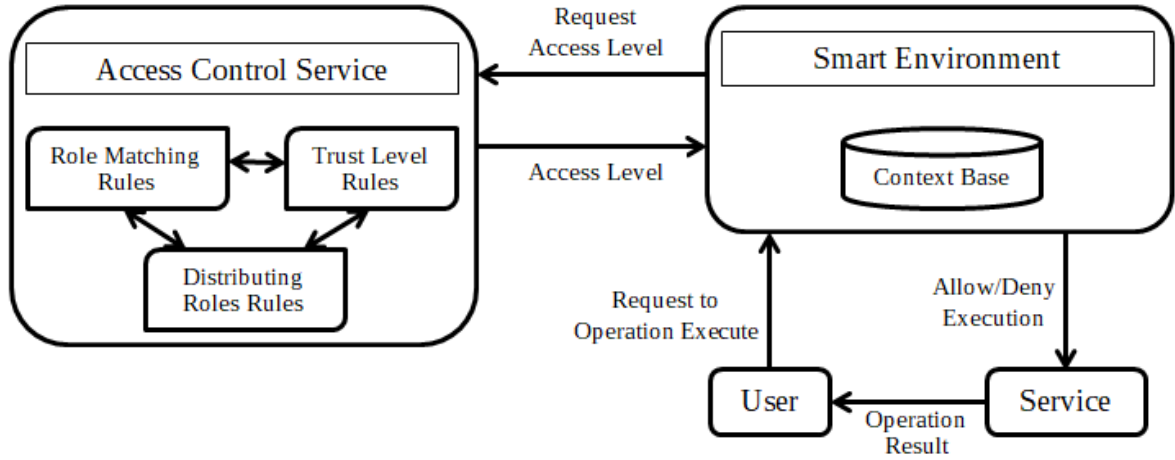 Access Control Service
Role Matching
Rules
Trust Level
Rules
Distributing
Roles Rules
Request
Access Level
Access Level
Smart Environment
Context Base
Request to
Operation Execute
Allow/Deny
Execution
User
Operation
Result
Service